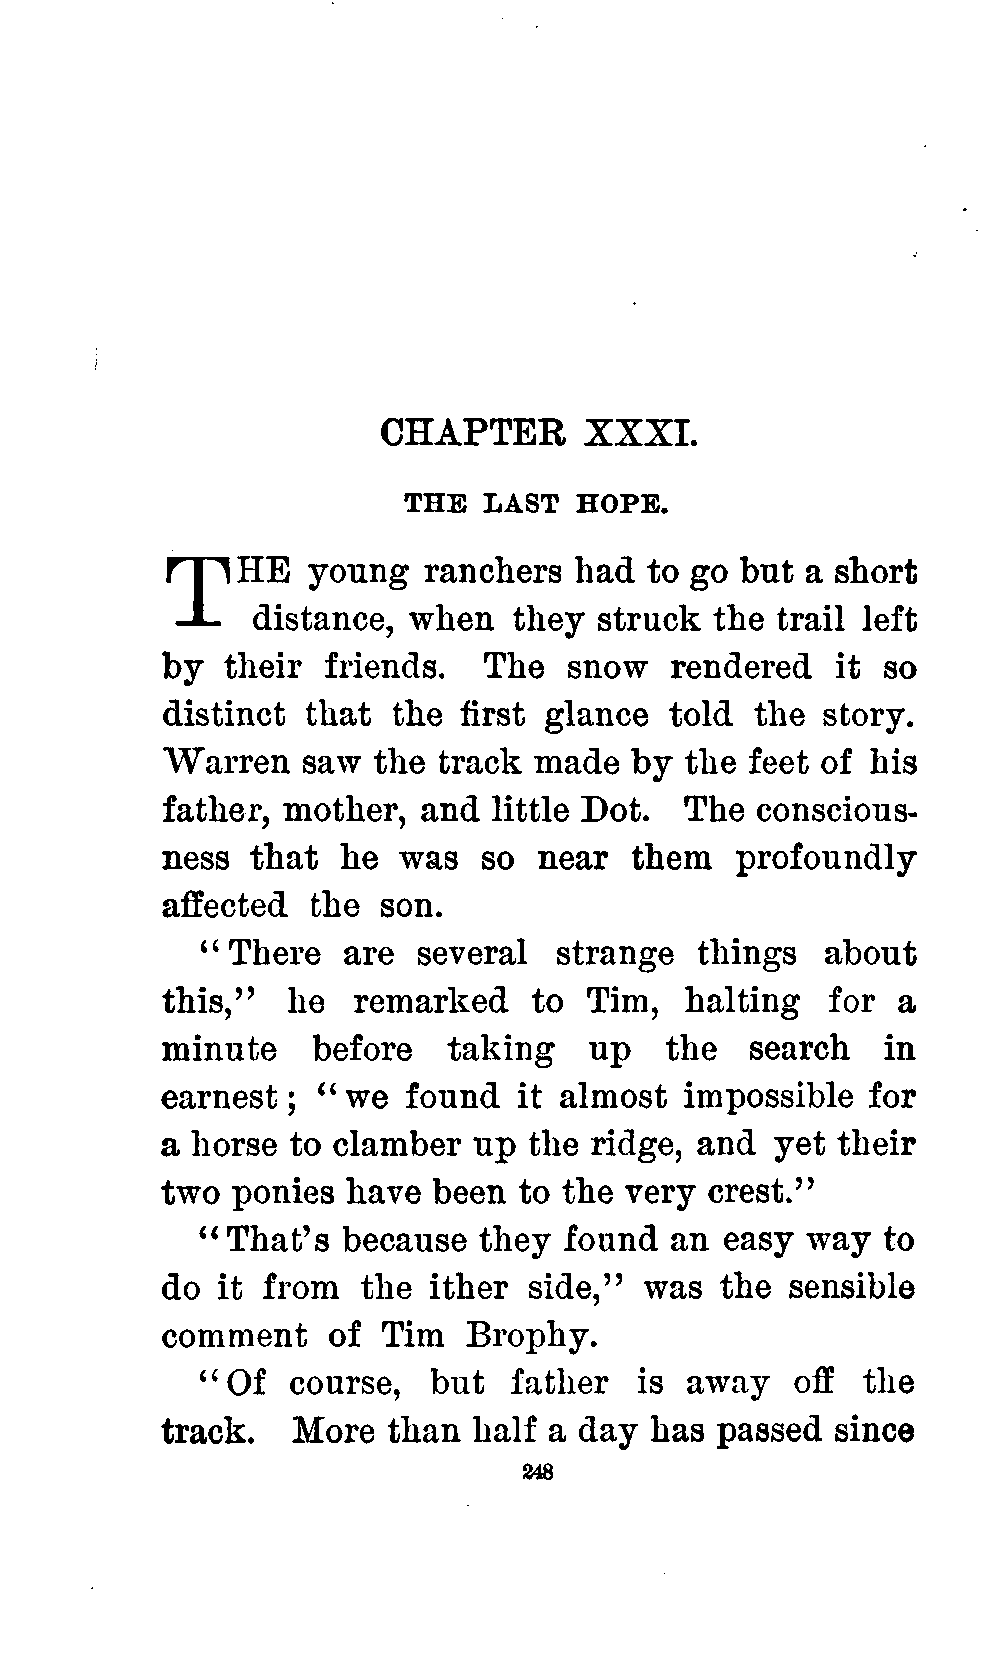 CHAPTER XXXI.
THE LAST HOPE.
THE young ranchers had to go but a short
distance, when they struck the trail left
by their friends. The snow rendered it so
distinct that the first glance told the story.
Warren saw the track made by the feet of his
father, mother, and little Dot. The conscious-
ness that he was so near them profoundly
affected the son.
"There are several strange things about
this," he remarked to Tim, halting for a
minute before taking up the search in
earnest; "we found it almost impossible for
a horse to clamber up the ridge, and yet their
two ponies have been to the very crest."
"That's because they found an easy way to
do it from the ither side," was the sensible
comment of Tim Brophy.
"Of course, but father is away off the
track. More than half a day has passed since
248